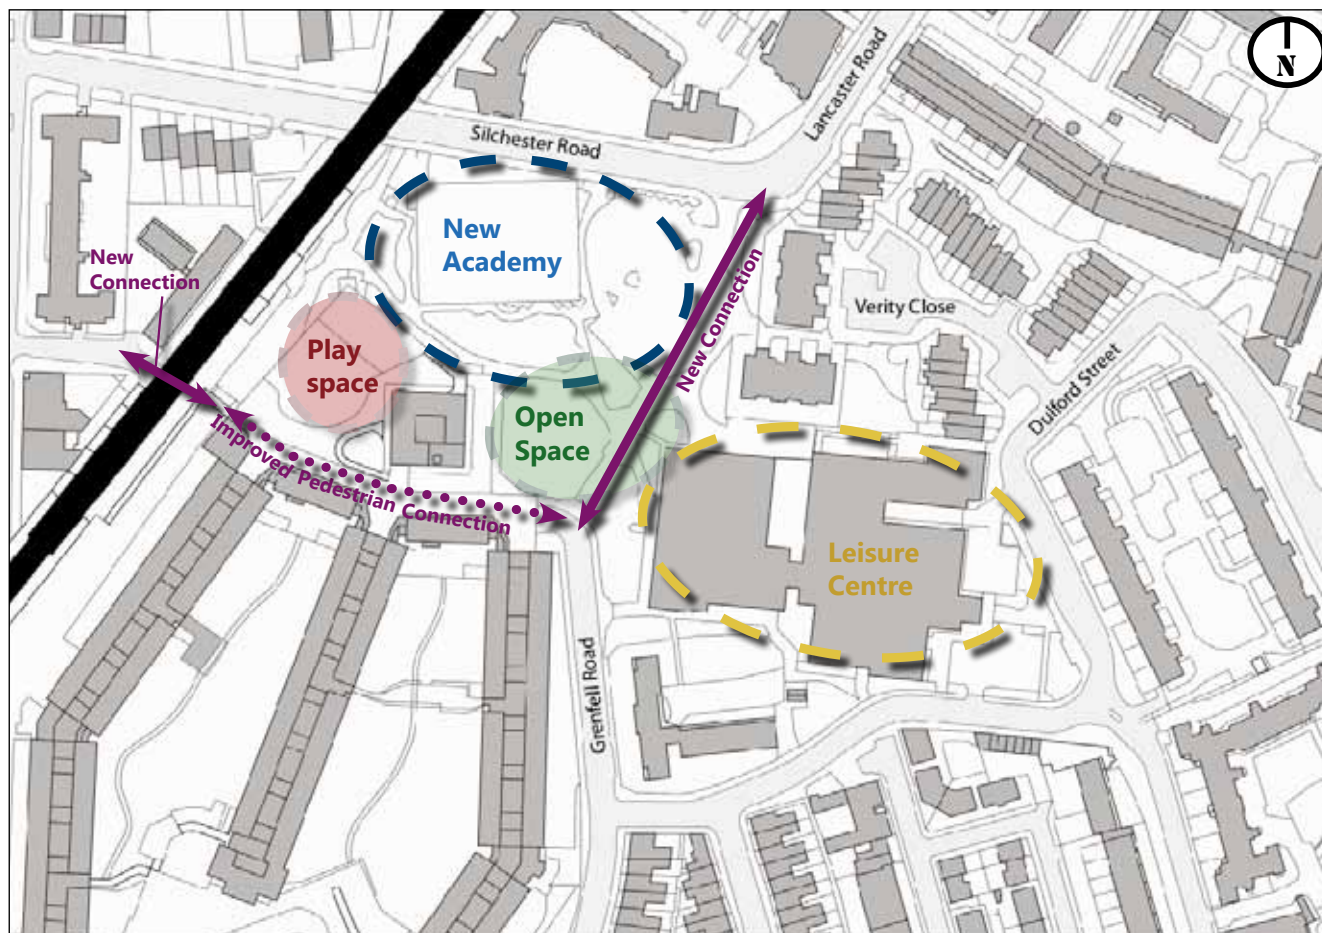 N
Lancaster Road
Silchester Road
New
Academy
New
Connection
New Connection
Verity Close
Play
space
Dulford Street
Open
Space
Improved Pedestrian Connection
Leisure
Centre
Grenfell Road